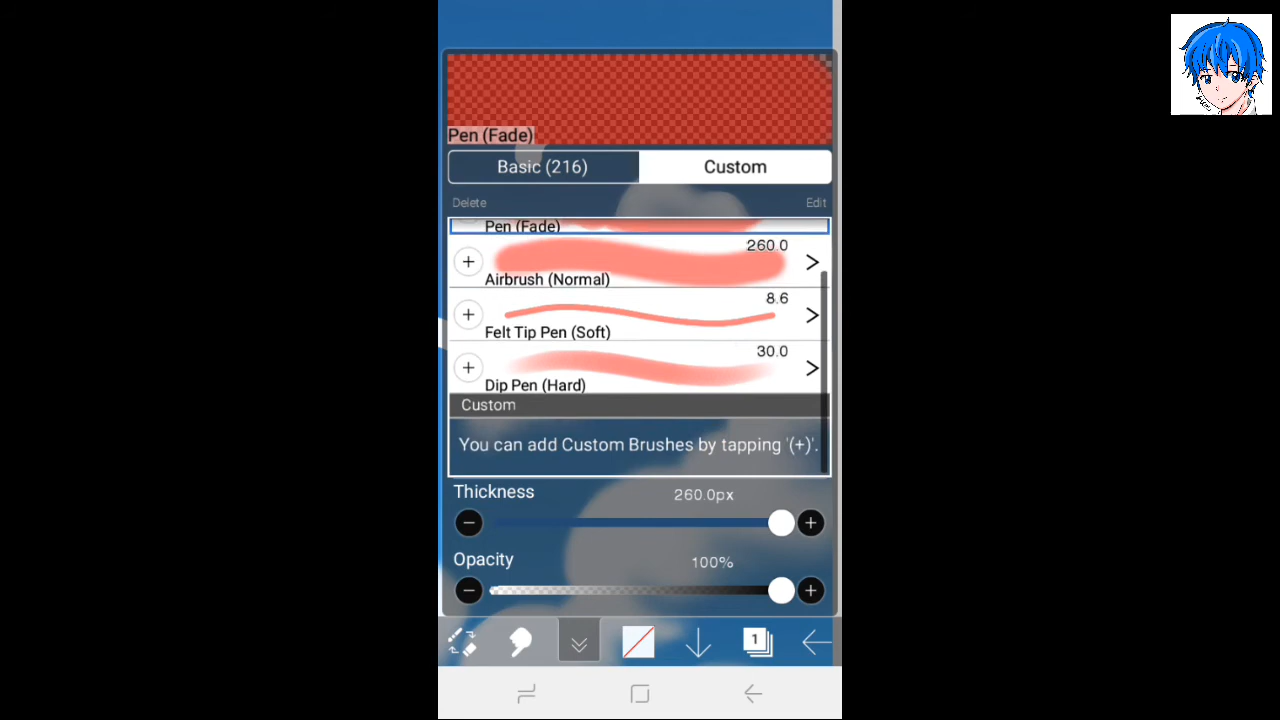 Pen (Fade)
Basic (216)
Custom
Delete
Edit
Pen (Fade)
260.0
Airbrush (Normal)
8.6
Felt Tip Pen (Soft)
30.0
Dip Pen (Hard)
Custom
You can add Custom Brushes by tapping '(+)'.
Thickness
260.0px
Opacity
100%
1